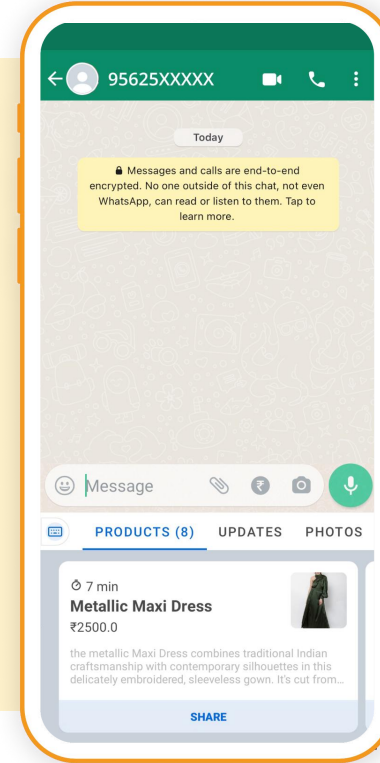 95625XXXXX
Today
Messages and calls are end-to-end
encrypted. No one outside of this chat, not even
WhatsApp, can read or listen to them. Tap to
learn more.
Message
₹
PRODUCTS (8) UPDATES PHOTOS
7 min
Metallic Maxi Dress
₹2500.0
the metallic Maxi Dress combines traditional Indian
craftsmanship with contemporary silhouettes in this
delicately embroidered, sleeveless gown. It's cut from...
SHARE